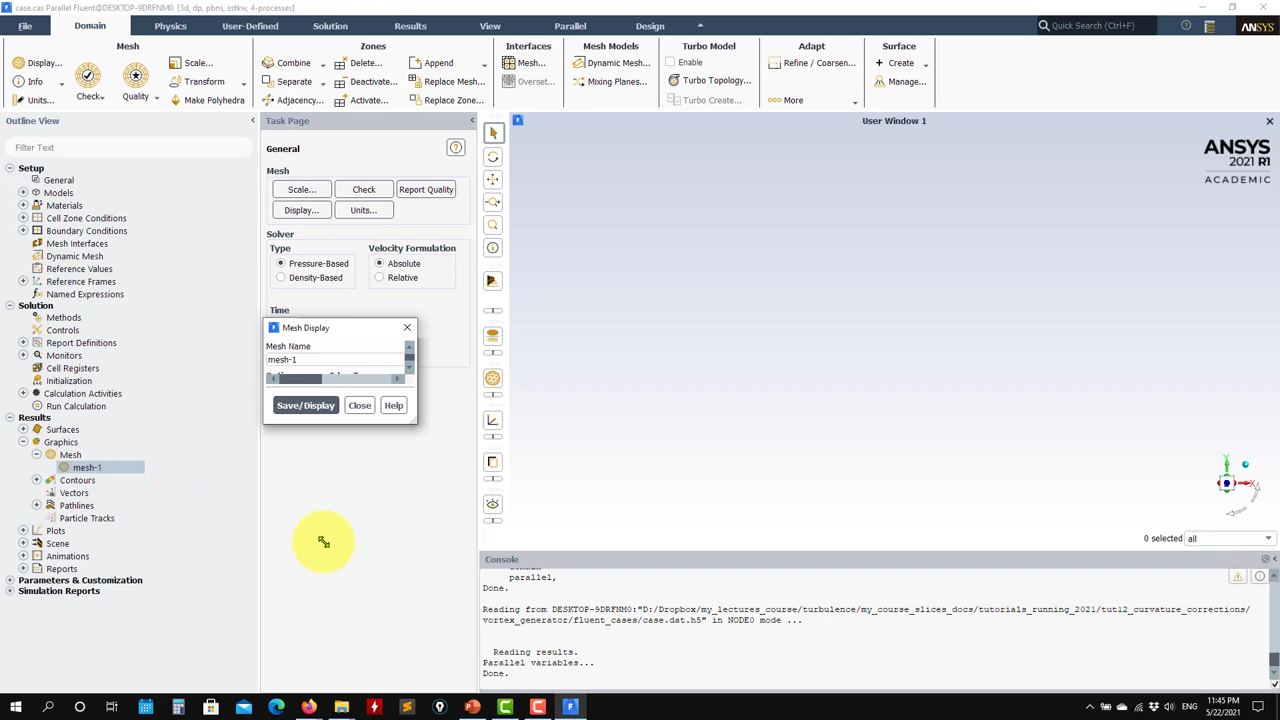 case.cas Parallel Fluent@DESKTOP-9DRFNM0 [3d, dp, pbns, sstkw, 4-processes]
File Domain Physics User-Defined Solution Results View Parallel Design Quick Search (Ctrl+F) ANSYS
Mesh Zones Interfaces Mesh Models Turbo Model Adapt Surface
Display... Scale... Combine Delete... Append Mesh... Dynamic Mesh... Enable Refine / Coarsen... Create
Info Transform Separate Deactivate... Replace Mesh... Overset... Mixing Planes... Turbo Topology... Manage...
Units... Check Quality Make Polyhedra Adjacency... Activate... Replace Zone... Turbo Create... More
Outline View
Filter Text
Setup
General
Models
Materials
Cell Zone Conditions
Boundary Conditions
Mesh Interfaces
Dynamic Mesh
Reference Values
Reference Frames
Named Expressions
Solution
Methods
Controls
Report Definitions
Monitors
Cell Registers
Initialization
Calculation Activities
Run Calculation
Results
Surfaces
Graphics
Mesh
mesh-1
Contours
Vectors
Pathlines
Particle Tracks
Plots
Scene
Animations
Reports
Parameters & Customization
Simulation Reports
Task Page
General
Mesh
Scale... Check Report Quality
Display... Units...
Solver
Type Velocity Formulation
Pressure-Based Absolute
Density-Based Relative
Time
Mesh Display
Mesh Name
mesh-1
Save/Display Close Help
User Window 1
ANSYS
2021 R1
ACADEMIC
Y
X
0 selected all
Console
parallel,
Done.
Reading from DESKTOP-9DRFNM0:"D:/Dropbox/my_lectures_course/turbulence/my_course_slices_docs/tutorials_running_2021/tut12_curvature_corrections/
vortex_generator/fluent_cases/case.dat.h5" in NODE0 mode ...
Reading results.
Parallel variables...
Done.
ENG
11:45 PM
5/22/2021